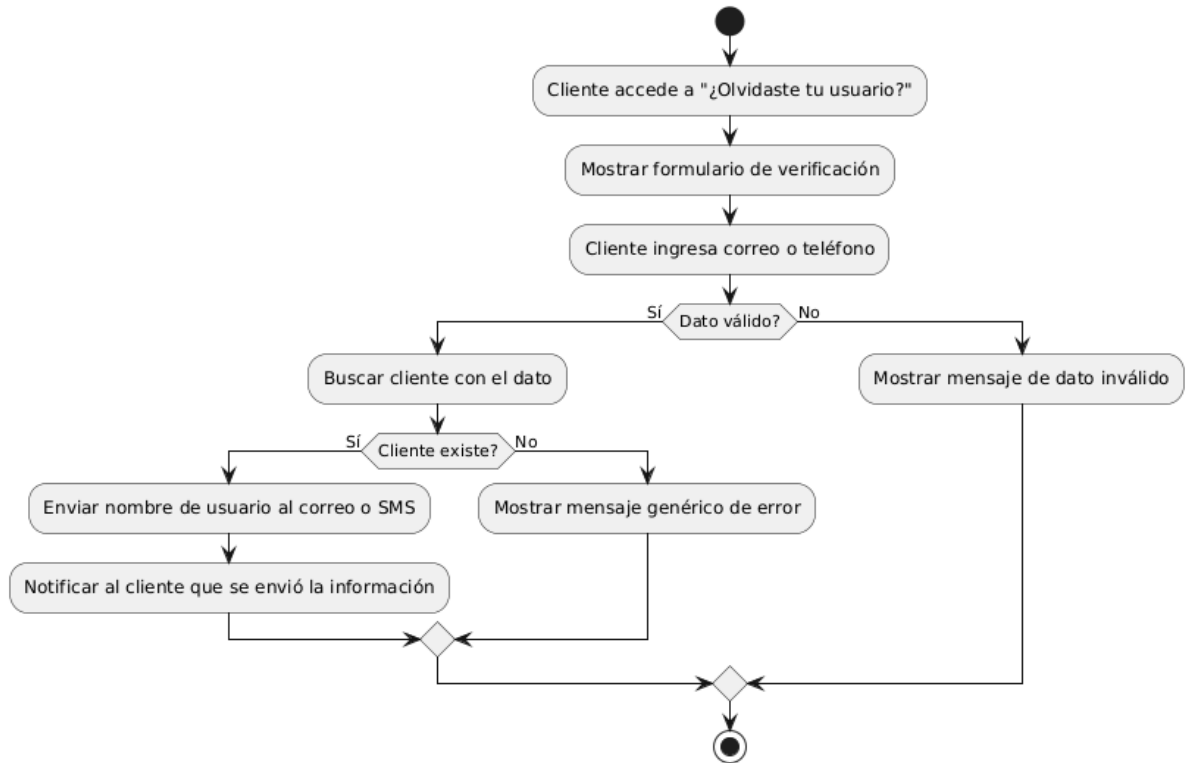 Cliente accede a "¿Olvidaste tu usuario?"
Mostrar formulario de verificación
Cliente ingresa correo o teléfono
Sí
Dato válido?
No
Buscar cliente con el dato
Mostrar mensaje de dato inválido
Sí
Cliente existe?
No
Enviar nombre de usuario al correo o SMS
Mostrar mensaje genérico de error
Notificar al cliente que se envió la información